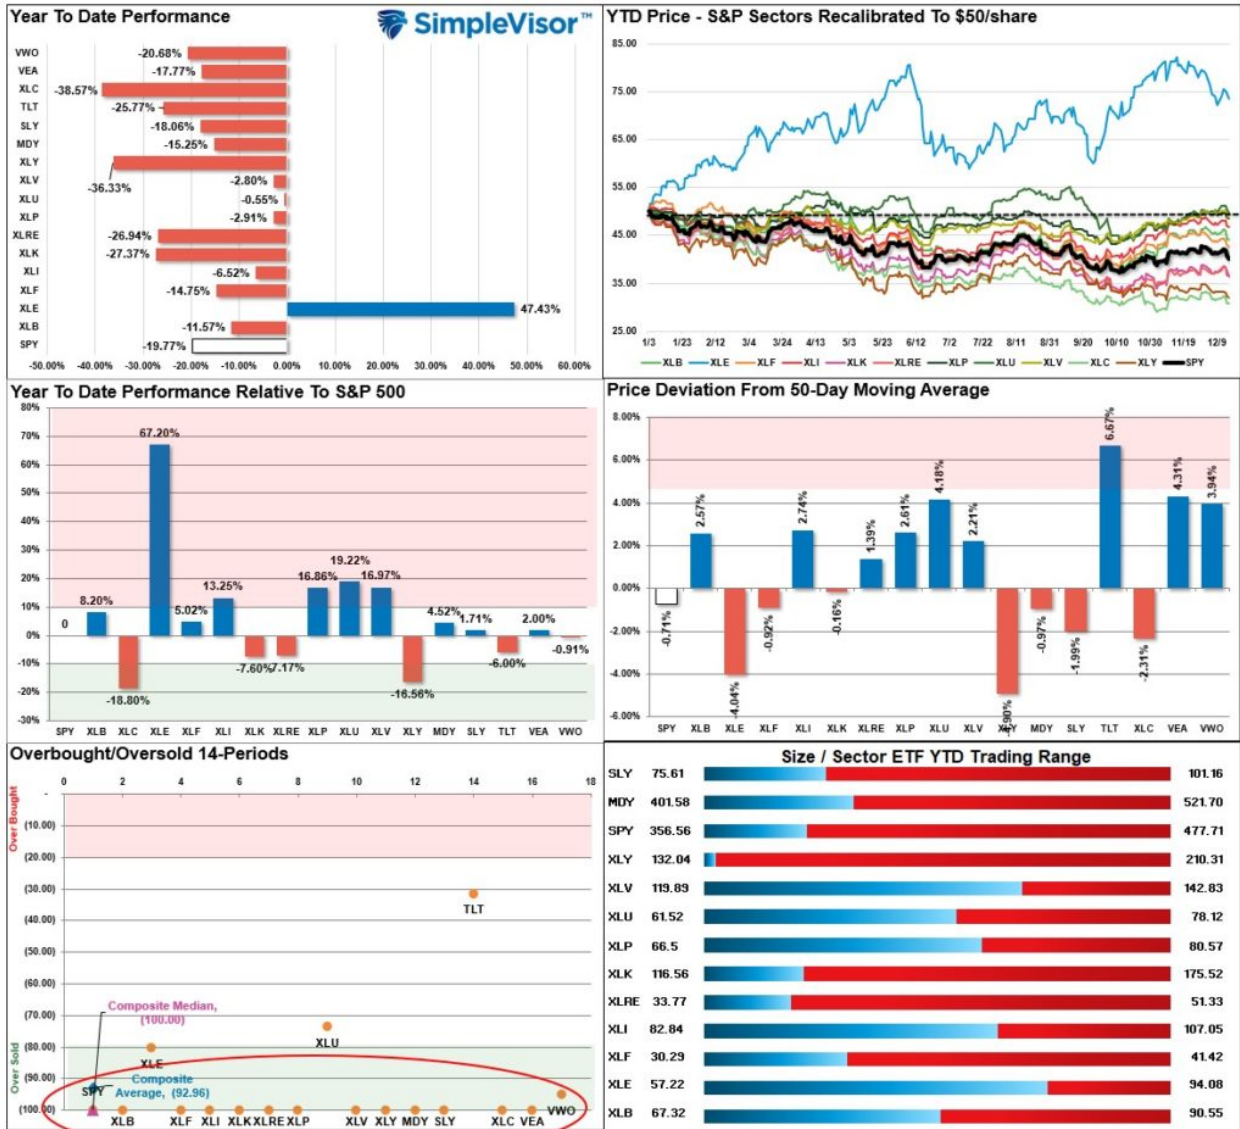 Year To Date Performance
SimpleVisor™
VWO -20.68%
VEA -17.77%
XLC -38.57%
TLT -25.77%
SLY -18.06%
MDY -15.25%
XLY -36.33%
XLV -2.80%
XLU -0.55%
XLP -2.91%
XLRE -26.94%
XLK -27.37%
XLI -6.52%
XLF -14.75%
XLE 47.43%
XLB -11.57%
SPY -19.77%
-50.00% -40.00% -30.00% -20.00% -10.00% 0.00% 10.00% 20.00% 30.00% 40.00% 50.00% 60.00%
YTD Price - S&P Sectors Recalibrated To $50/share
85.00
75.00
65.00
55.00
45.00
35.00
25.00
1/3 1/23 2/12 3/4 3/24 4/13 5/3 5/23 6/12 7/2 7/22 8/11 8/31 9/20 10/10 10/30 11/19 12/9
XLB XLE XLF XLI XLK XLRE XLP XLU XLV XLC XLY SPY
Year To Date Performance Relative To S&P 500
80%
70%
60%
50%
40%
30%
20%
10%
0%
-10%
-20%
-30%
0 8.20% -18.80% 67.20% 5.02% 13.25% -7.60% -7.17% 16.86% 19.22% 16.97% -16.56% 4.52% 1.71% -6.00% 2.00% -0.91%
SPY XLB XLC XLE XLF XLI XLK XLRE XLP XLU XLV XLY MDY SLY TLT VEA VWO
Price Deviation From 50-Day Moving Average
8.00%
6.00%
4.00%
2.00%
0.00%
-2.00%
-4.00%
-6.00%
-0.71% 2.57% -4.04% -0.92% 2.74% -0.16% 1.39% 2.61% 4.18% 2.21% -4.90% -0.97% -1.99% 6.67% -2.31% 4.31% 3.94%
SPY XLB XLE XLF XLI XLK XLRE XLP XLU XLV XLY MDY SLY TLT XLC VEA VWO
Overbought/Oversold 14-Periods
0 2 4 6 8 10 12 14 16 18
-
(10.00)
(20.00)
(30.00)
(40.00)
(50.00)
(60.00)
(70.00)
(80.00)
(90.00)
(100.00)
Over Bought
Over Sold
TLT
Composite Median,
(100.00)
XLU
XLE
SPY
Composite
Average, (92.96)
VWO
XLB XLF XLI XLK XLRE XLP XLV XLY MDY SLY XLC VEA
Size / Sector ETF YTD Trading Range
SLY 75.61 101.16
MDY 401.58 521.70
SPY 356.56 477.71
XLY 132.04 210.31
XLV 119.89 142.83
XLU 61.52 78.12
XLP 66.5 80.57
XLK 116.56 175.52
XLRE 33.77 51.33
XLI 82.84 107.05
XLF 30.29 41.42
XLE 57.22 94.08
XLB 67.32 90.55